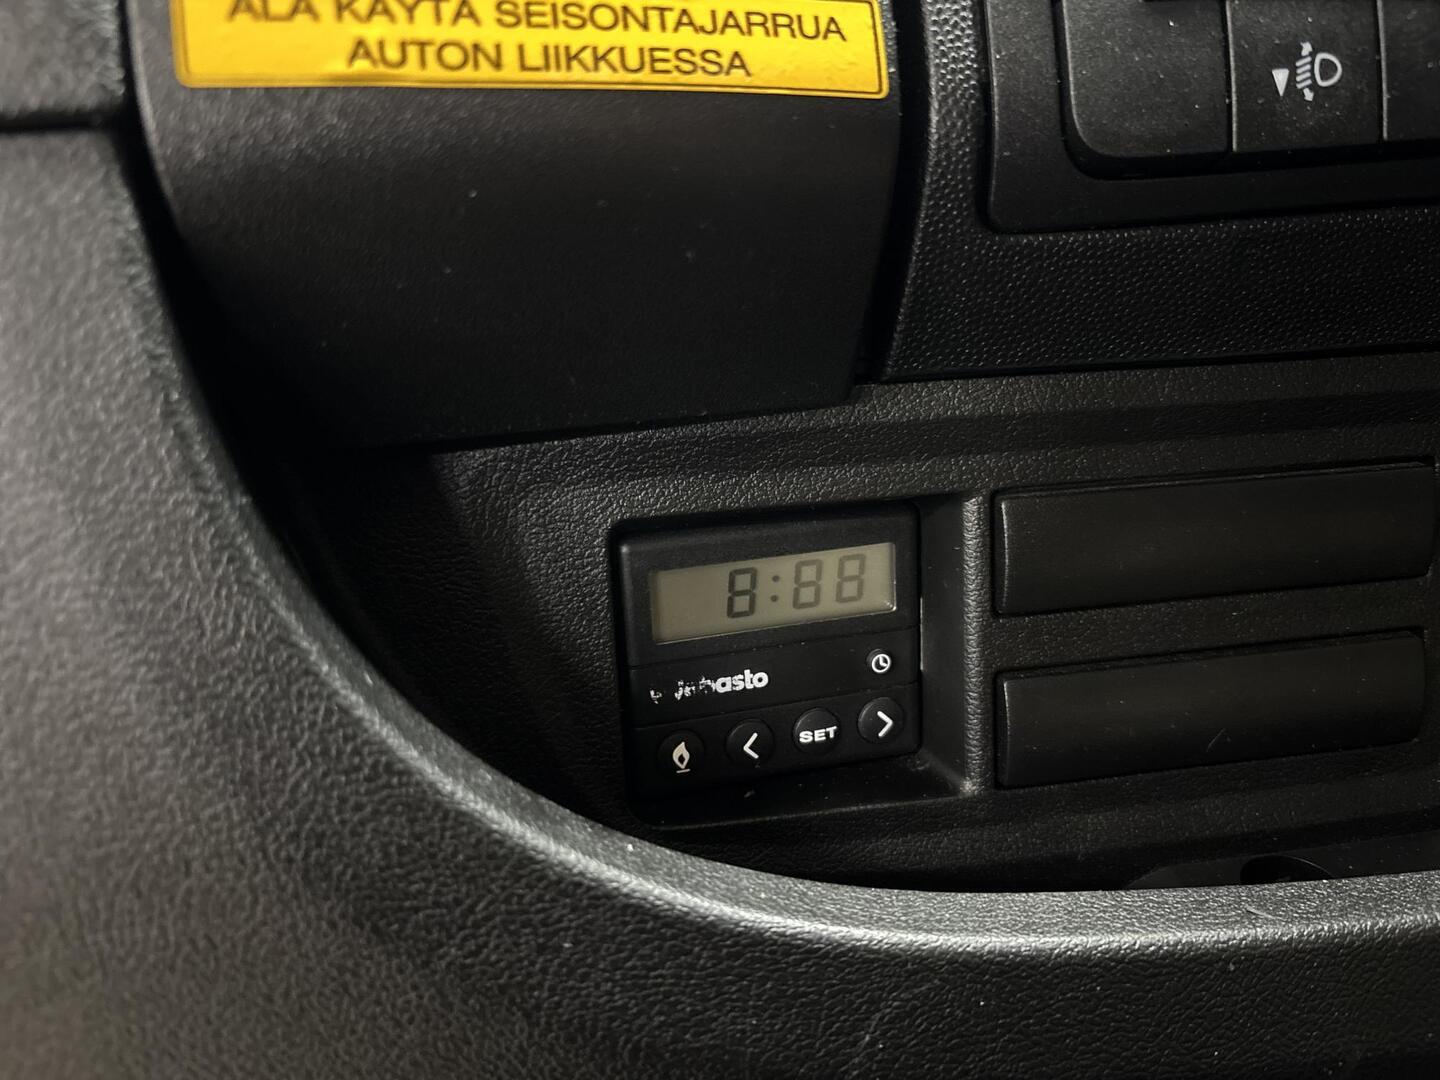 ÄLÄ KÄYTÄ SEISONTAJARRUA
AUTON LIIKKUESSA
8:88
SET